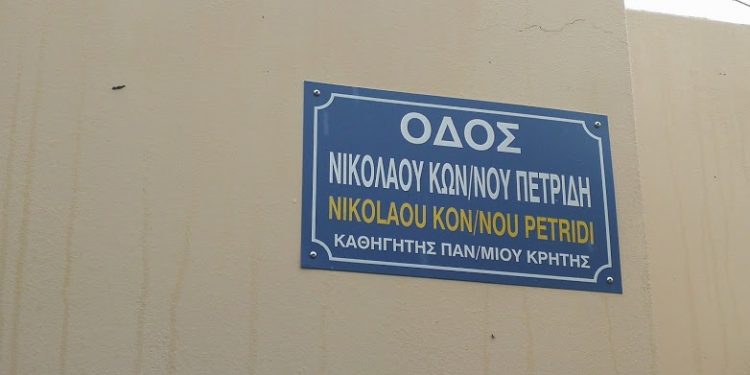 ΟΔΟΣ
ΝΙΚΟΛΑΟΥ ΚΩΝ/ΝΟΥ ΠΕΤΡΙΔΗ
NIKOLAOU KON/NOU PETRIDI
ΚΑΘΗΓΗΤΗΣ ΠΑΝ/ΜΙΟΥ ΚΡΗΤΗΣ